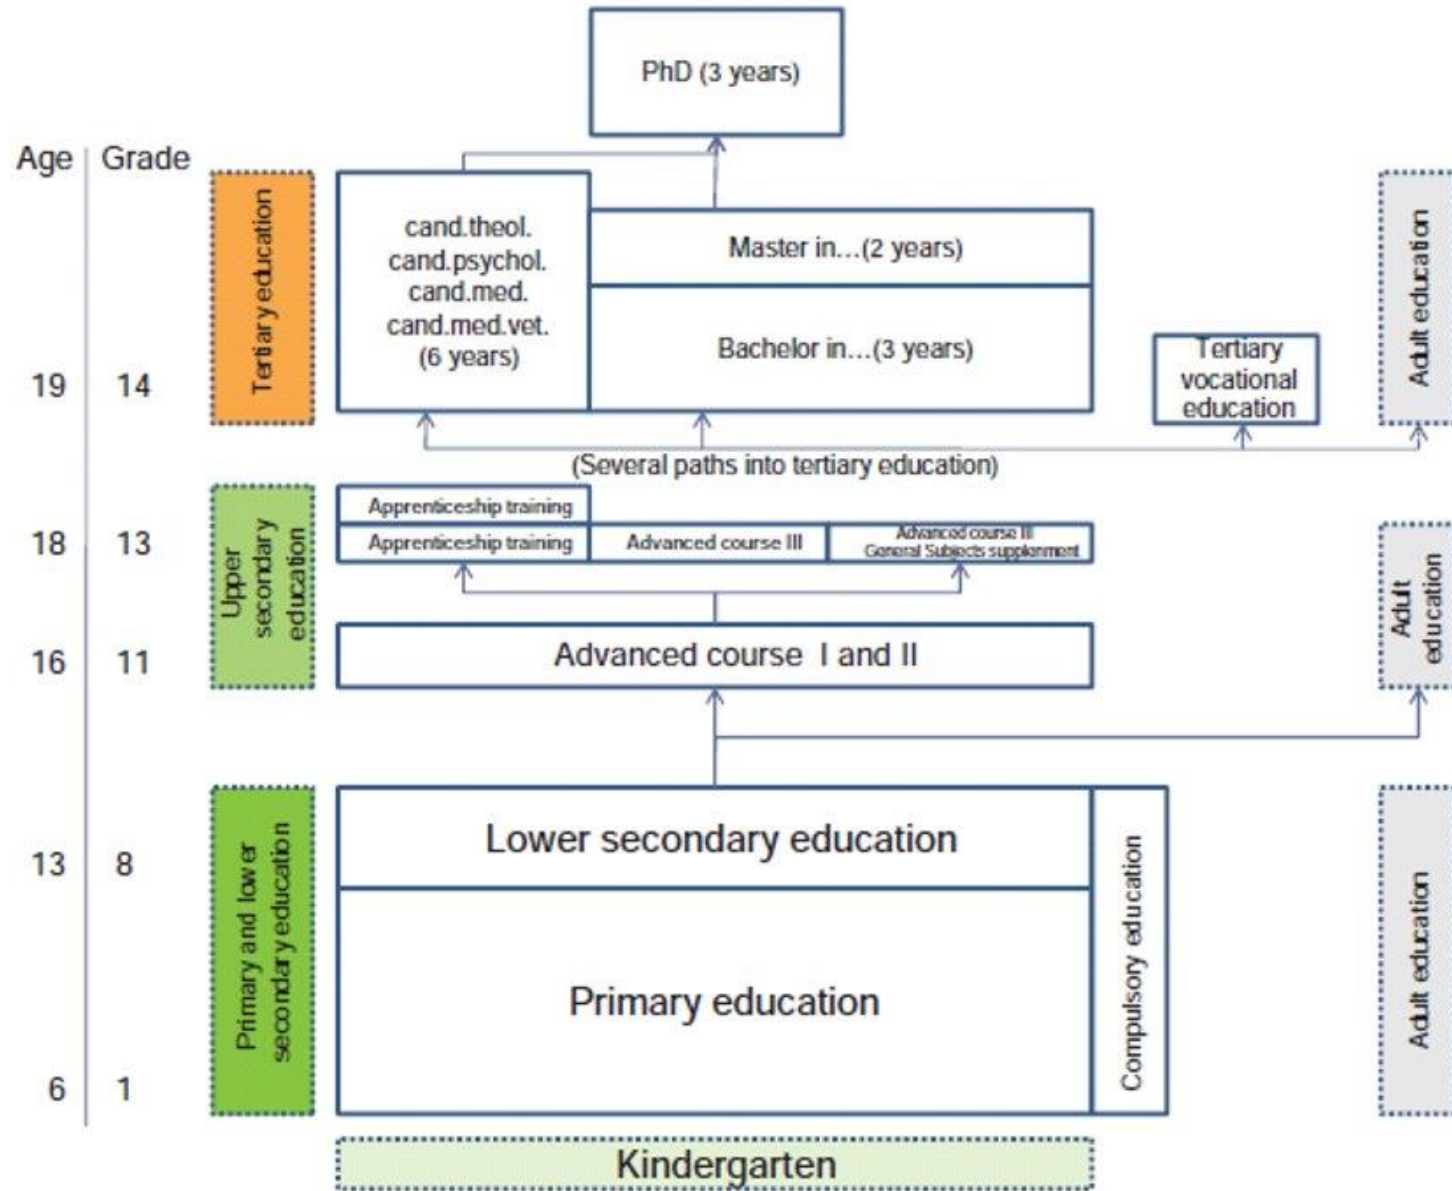 PhD (3 years)
Age Grade
Tertiary education
cand.theol.
cand.psychol.
cand.med.
cand.med.vet.
(6 years)
Master in...(2 years)
Bachelor in...(3 years)
Tertiary
vocational
education
Adult education
19 14
(Several paths into tertiary education)
Upper
secondary
education
Apprenticeship training
18 13
Apprenticeship training
Advanced course III
Advanced course III
General Subjects supplenment
Adult
education
16 11
Advanced course I and II
Primary and lower
secondary education
Lower secondary education
13 8
Primary education
Compulsory education
Adult education
6 1
Kindergarten